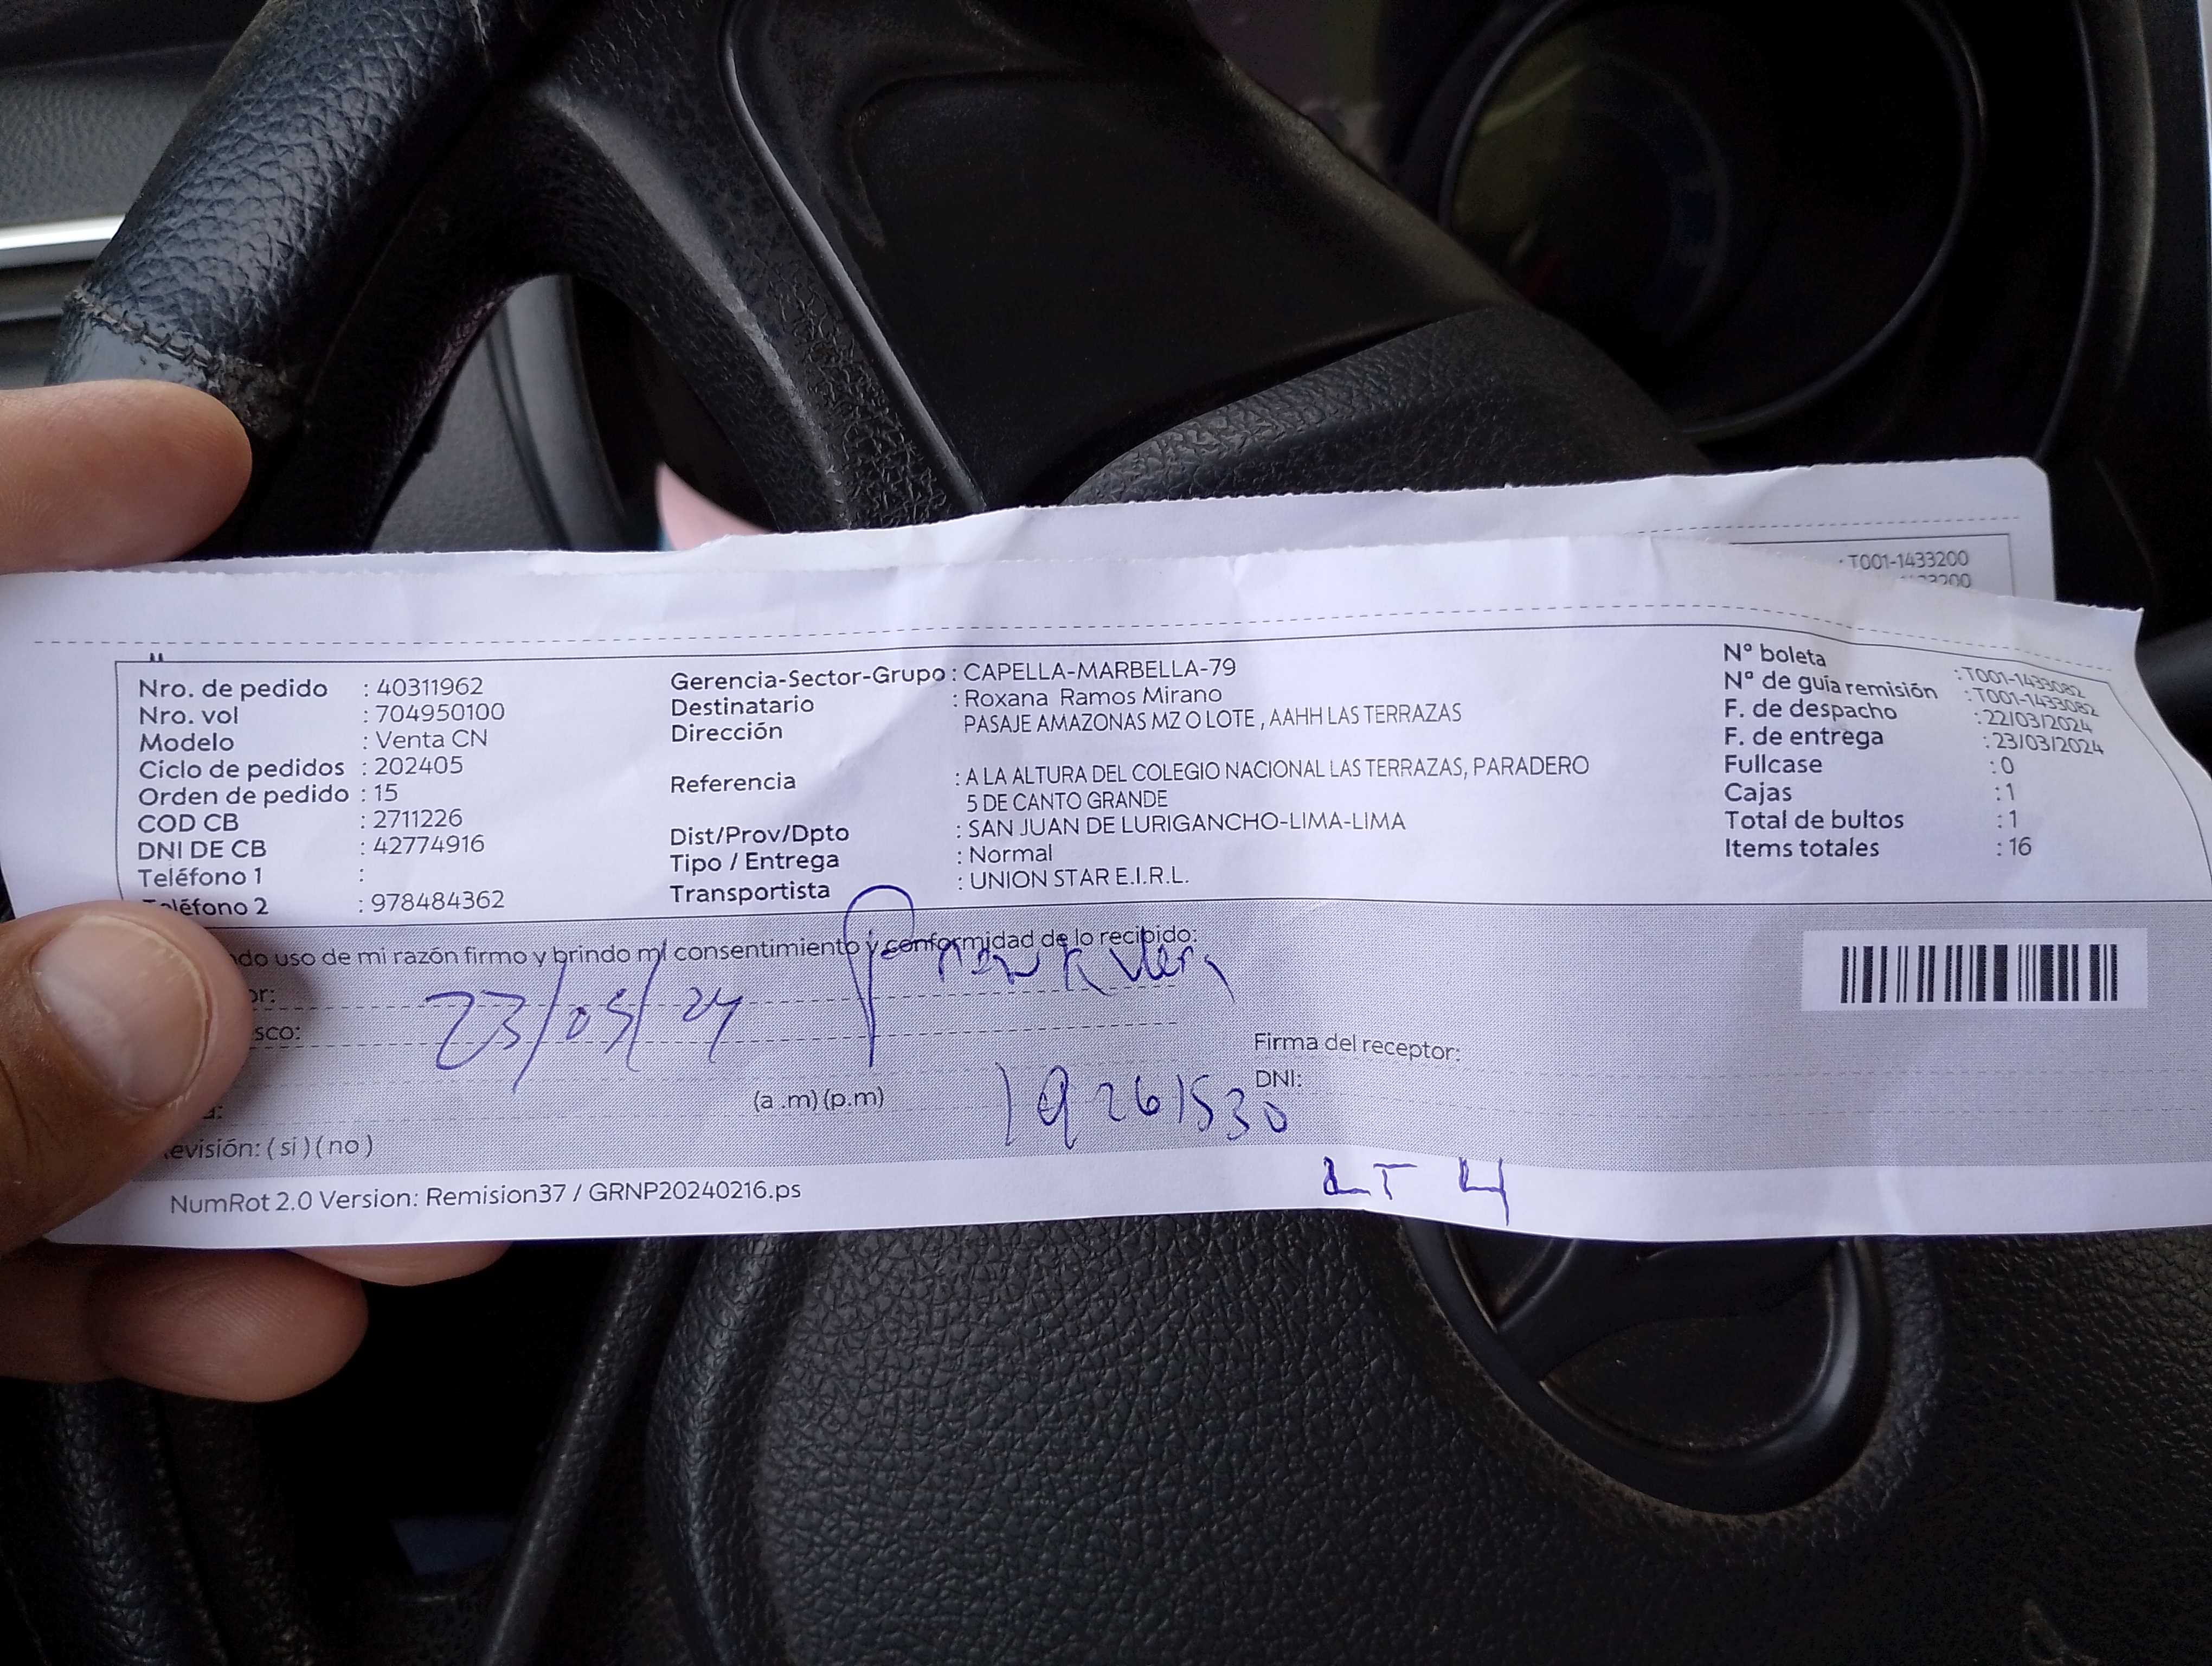 T001-1433200
Nro. de pedido : 40311962
Nro. vol : 704950100
Modelo : Venta CN
Ciclo de pedidos : 202405
Orden de pedido : 15
COD CB : 2711226
DNI DE CB : 42774916
Teléfono 1 :
Teléfono 2 : 978484362
Gerencia-Sector-Grupo : CAPELLA-MARBELLA-79
Destinatario : Roxana Ramos Mirano
Dirección PASAJE AMAZONAS MZ O LOTE , AAHH LAS TERRAZAS
Referencia : A LA ALTURA DEL COLEGIO NACIONAL LAS TERRAZAS, PARADERO
5 DE CANTO GRANDE
Dist/Prov/Dpto : SAN JUAN DE LURIGANCHO-LIMA-LIMA
Tipo / Entrega : Normal
Transportista : UNION STAR E.I.R.L.
N° boleta : T001-1433082
N° de guía remisión : T001-1433082
F. de despacho : 22/03/2024
F. de entrega : 23/03/2024
Fullcase : 0
Cajas : 1
Total de bultos : 1
Items totales : 16
uso de mi razón firmo y brindo mi consentimiento y conformidad de lo recibido:
23/03/24
Firma del receptor:
DNI:
(a .m) (p.m)
19261530
(si) (no)
LT 4
NumRot 2.0 Version: Remision37 / GRNP20240216.ps